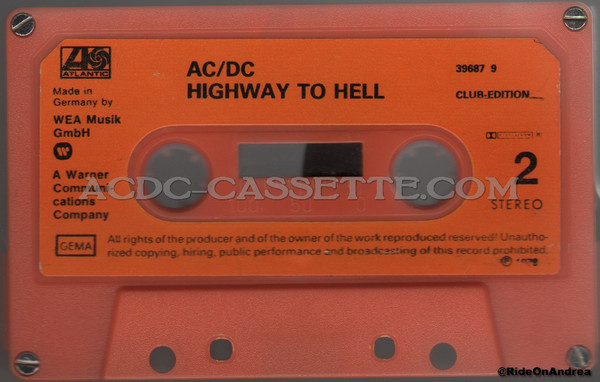 ATLANTIC
Made in
Germany by
WEA Musik
GmbH
A Warner
Communi-
cations
Company
GEMA
AC/DC
HIGHWAY TO HELL
39687 9
CLUB-EDITION
2
STEREO
ACDC-CASSETTE.COM
All rights of the producer and of the owner of the work reproduced reserved! Unautho-
rized copying, hiring, public performance and broadcasting of this record prohibited.
@RideOnAndrea